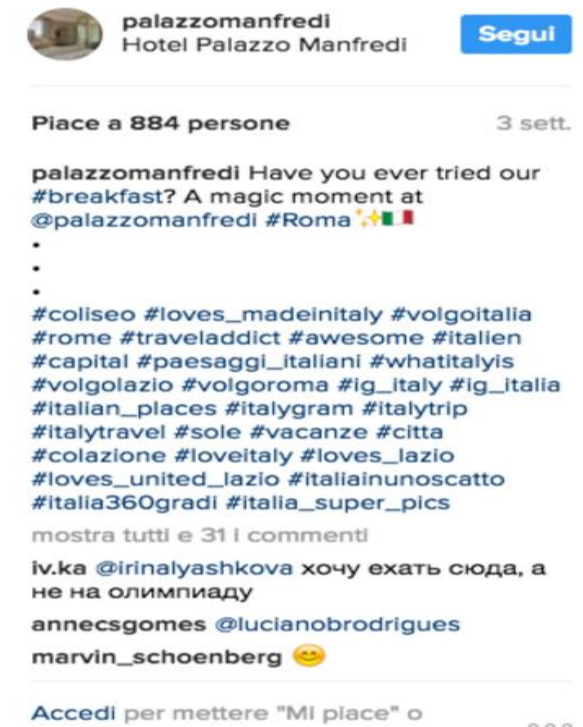 palazzomanfredi
Hotel Palazzo Manfredi
Segui
Piace a 884 persone
3 sett.
palazzomanfredi Have you ever tried our
#breakfast? A magic moment at
@palazzomanfredi #Roma✨🇮🇹
•
•
•
#coliseo #loves_madeinitaly #volgoitalia
#rome #traveladdict #awesome #italien
#capital #paesaggi_italiani #whatitalyis
#volgolazio #volgoroma #ig_italy #ig_italia
#italian_places #italygram #italytrip
#italytravel #sole #vacanze #citta
#colazione #loveitaly #loves_lazio
#loves_united_lazio #italiainunoscatto
#italia360gradi #italia_super_pics
mostra tutti e 31 i commenti
iv.ka @irinalyashkova хочу ехать сюда, а
не на олимпиаду
annecsgomes @lucianobrodrigues
marvin_schoenberg 😊
Accedi per mettere "Mi piace" o